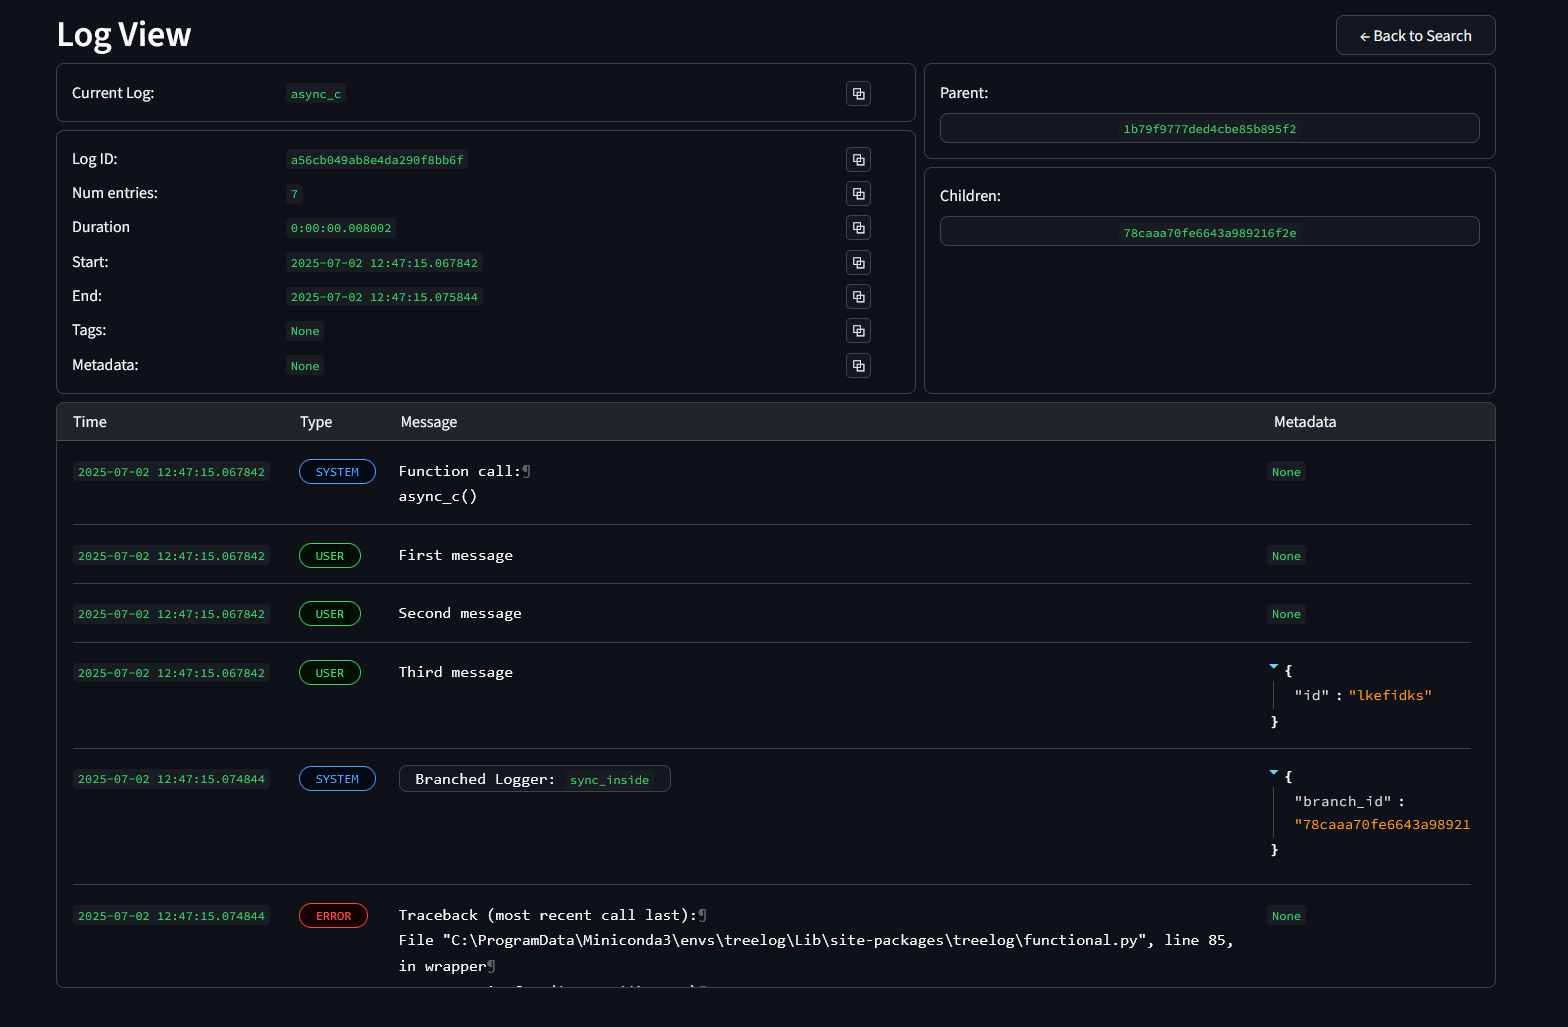 Log View
← Back to Search
Current Log: async_c
Parent:
1b79f9777ded4cbe85b895f2
Log ID: a56cb049ab8e4da290f8bb6f
Num entries: 7
Duration 0:00:00.008002
Start: 2025-07-02 12:47:15.067842
End: 2025-07-02 12:47:15.075844
Tags: None
Metadata: None
Children:
78caaa70fe6643a989216f2e
Time Type Message Metadata
2025-07-02 12:47:15.067842 SYSTEM Function call:¶ None
async_c()
2025-07-02 12:47:15.067842 USER First message None
2025-07-02 12:47:15.067842 USER Second message None
2025-07-02 12:47:15.067842 USER Third message {
"id" : "lkefidks"
}
2025-07-02 12:47:15.074844 SYSTEM Branched Logger: sync_inside {
"branch_id" :
"78caaa70fe6643a98921
}
2025-07-02 12:47:15.074844 ERROR Traceback (most recent call last):¶ None
File "C:\ProgramData\Miniconda3\envs\treelog\Lib\site-packages\treelog\functional.py", line 85,
in wrapper¶